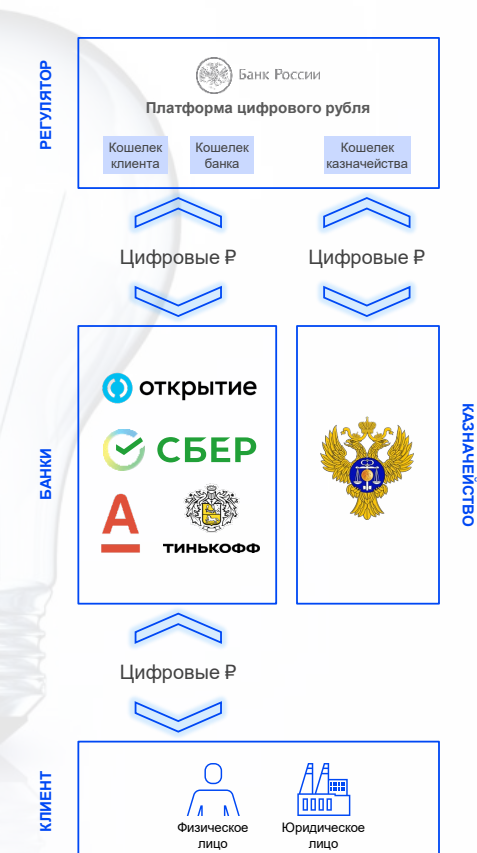 РЕГУЛЯТОР
Банк России
Платформа цифрового рубля
Кошелек
клиента
Кошелек
банка
Кошелек
казначейства
Цифровые ₽
Цифровые ₽
БАНКИ
открытие
СБЕР
А
ТИНЬКОФФ
КАЗНАЧЕЙСТВО
Цифровые ₽
КЛИЕНТ
Физическое
лицо
Юридическое
лицо